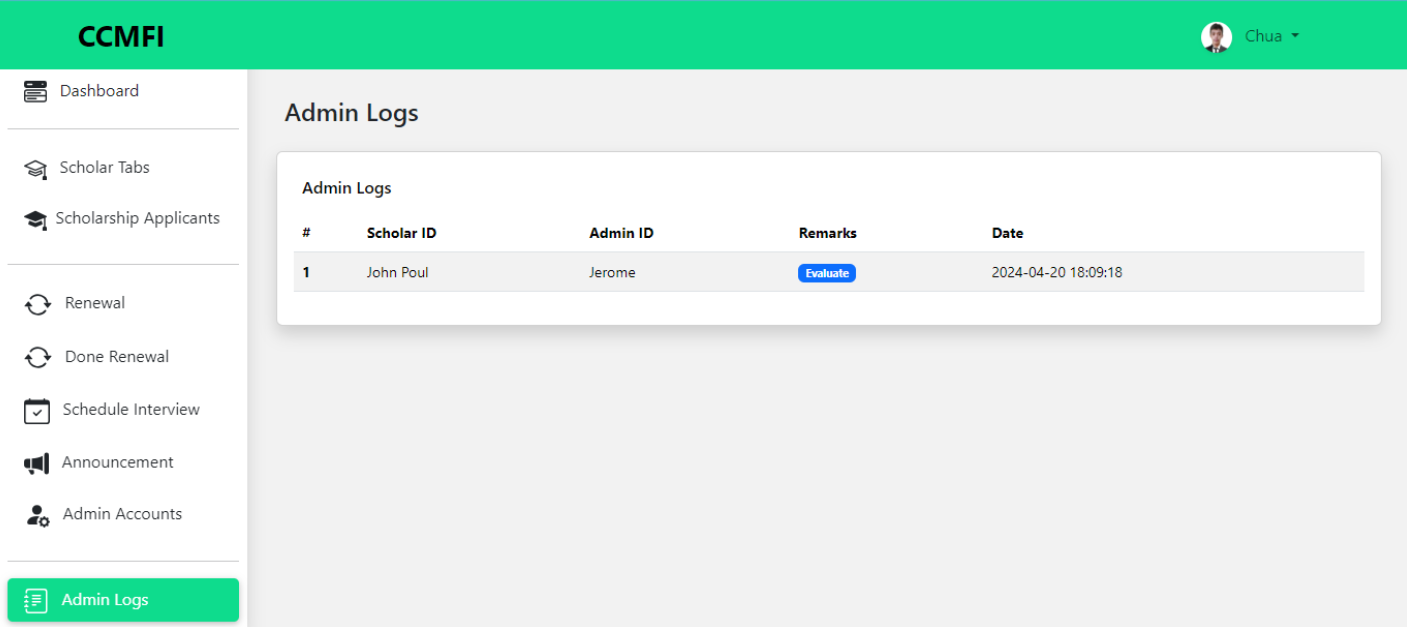 CCMFI
Chua
Dashboard
Scholar Tabs
Scholarship Applicants
Renewal
Done Renewal
Schedule Interview
Announcement
Admin Accounts
Admin Logs
Admin Logs
Admin Logs
# Scholar ID Admin ID Remarks Date
1 John Poul Jerome Evaluate 2024-04-20 18:09:18